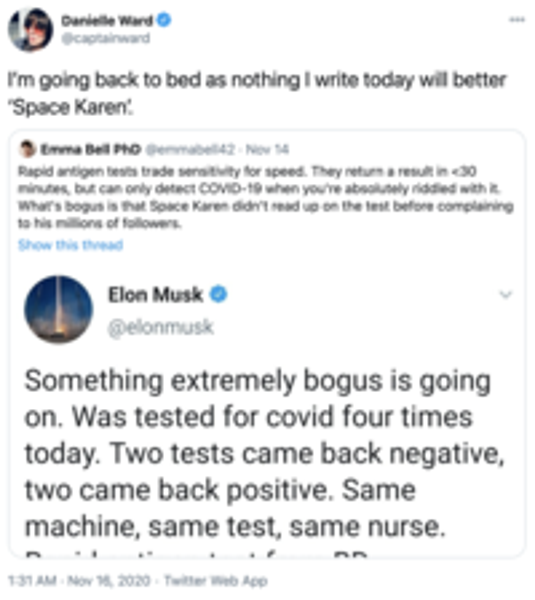 Danielle Ward
@captainward
I'm going back to bed as nothing I write today will better
'Space Karen'.
Emma Bell PhD @emmabell42 · Nov 14
Rapid antigen tests trade sensitivity for speed. They return a result in <30
minutes, but can only detect COVID-19 when you're absolutely riddled with it.
What's bogus is that Space Karen didn't read up on the test before complaining
to his millions of followers.
Show this thread
Elon Musk
@elonmusk
Something extremely bogus is going
on. Was tested for covid four times
today. Two tests came back negative,
two came back positive. Same
machine, same test, same nurse.
1:31 AM · Nov 16, 2020 · Twitter Web App